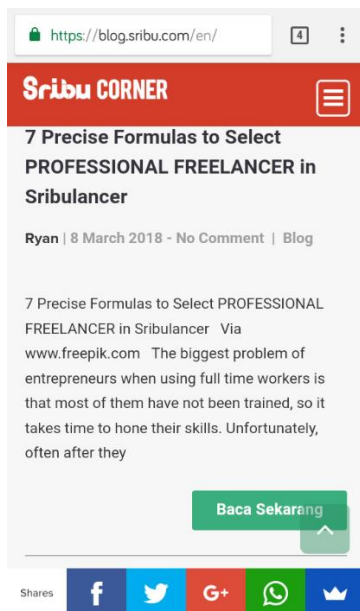 https://blog.sribu.com/en/
4
Sribu CORNER
7 Precise Formulas to Select
PROFESSIONAL FREELANCER in
Sribulancer
Ryan | 8 March 2018 - No Comment | Blog
7 Precise Formulas to Select PROFESSIONAL
FREELANCER in Sribulancer Via
www.freepik.com The biggest problem of
entrepreneurs when using full time workers is
that most of them have not been trained, so it
takes time to hone their skills. Unfortunately,
often after they
Baca Sekarang
Shares
f
G+